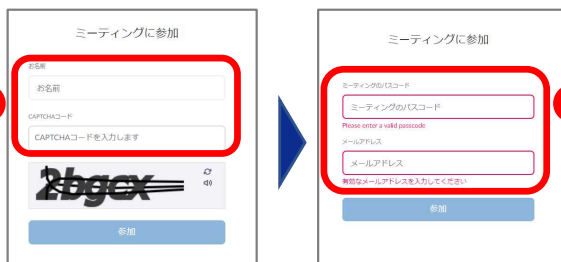 ミーティングに参加
お名前
お名前
CAPTCHAコード
CAPTCHAコードを入力します
2bgcx
参加
ミーティングに参加
ミーティングのパスコード
ミーティングのパスコード
Please enter a valid passcode
メールアドレス
メールアドレス
有効なメールアドレスを入力してください
参加